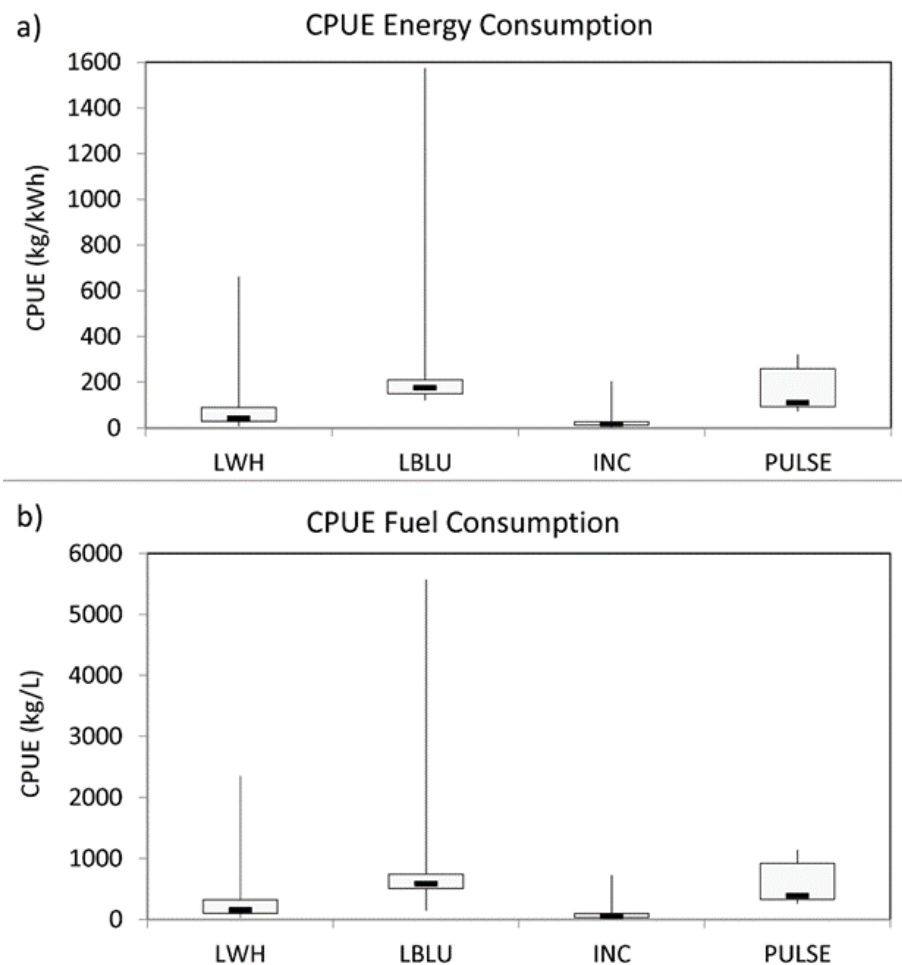 a)
CPUE Energy Consumption
CPUE (kg/kWh)
1600
1400
1200
1000
800
600
400
200
0
LWH LBLU INC PULSE
b)
CPUE Fuel Consumption
CPUE (kg/L)
6000
5000
4000
3000
2000
1000
0
LWH LBLU INC PULSE